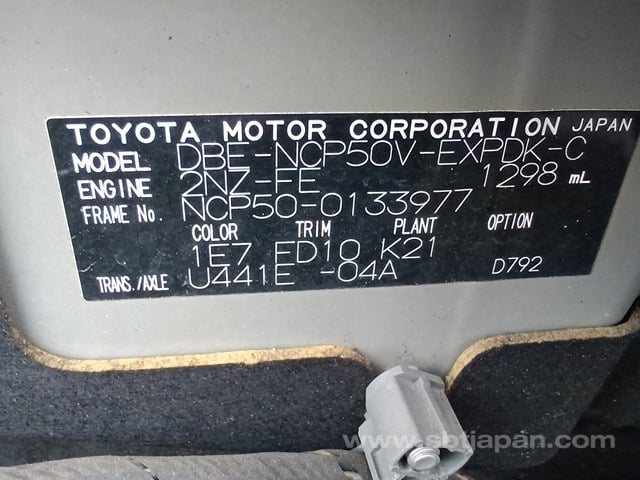 TOYOTA MOTOR CORPORATION JAPAN
MODEL DBE-NCP50V-EXPDK-C
ENGINE 2NZ-FE 1298 mL
FRAME No. NCP50-0133977
COLOR TRIM PLANT OPTION
1E7 ED10 K21
TRANS./AXLE U441E -04A D792
www.sbtjapan.com